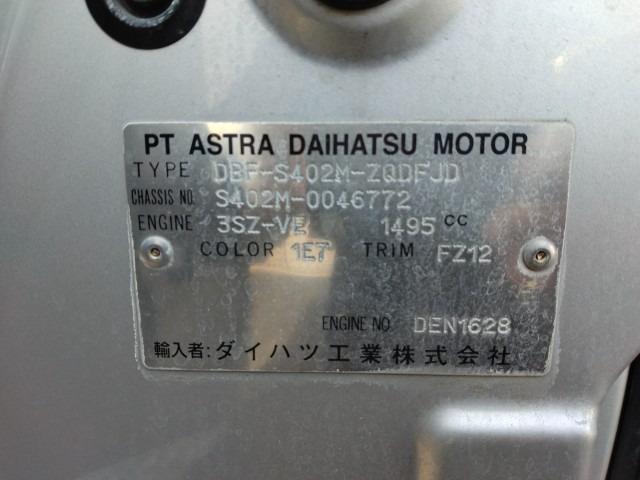 PT ASTRA DAIHATSU MOTOR
TYPE DBF-S402M-ZQDFJD
CHASSIS NO. S402M-0046772
ENGINE 3SZ-VE 1495 CC
COLOR 1E7 TRIM FZ12
ENGINE NO. DEN1628
輸入者:ダイハツ工業株式会社